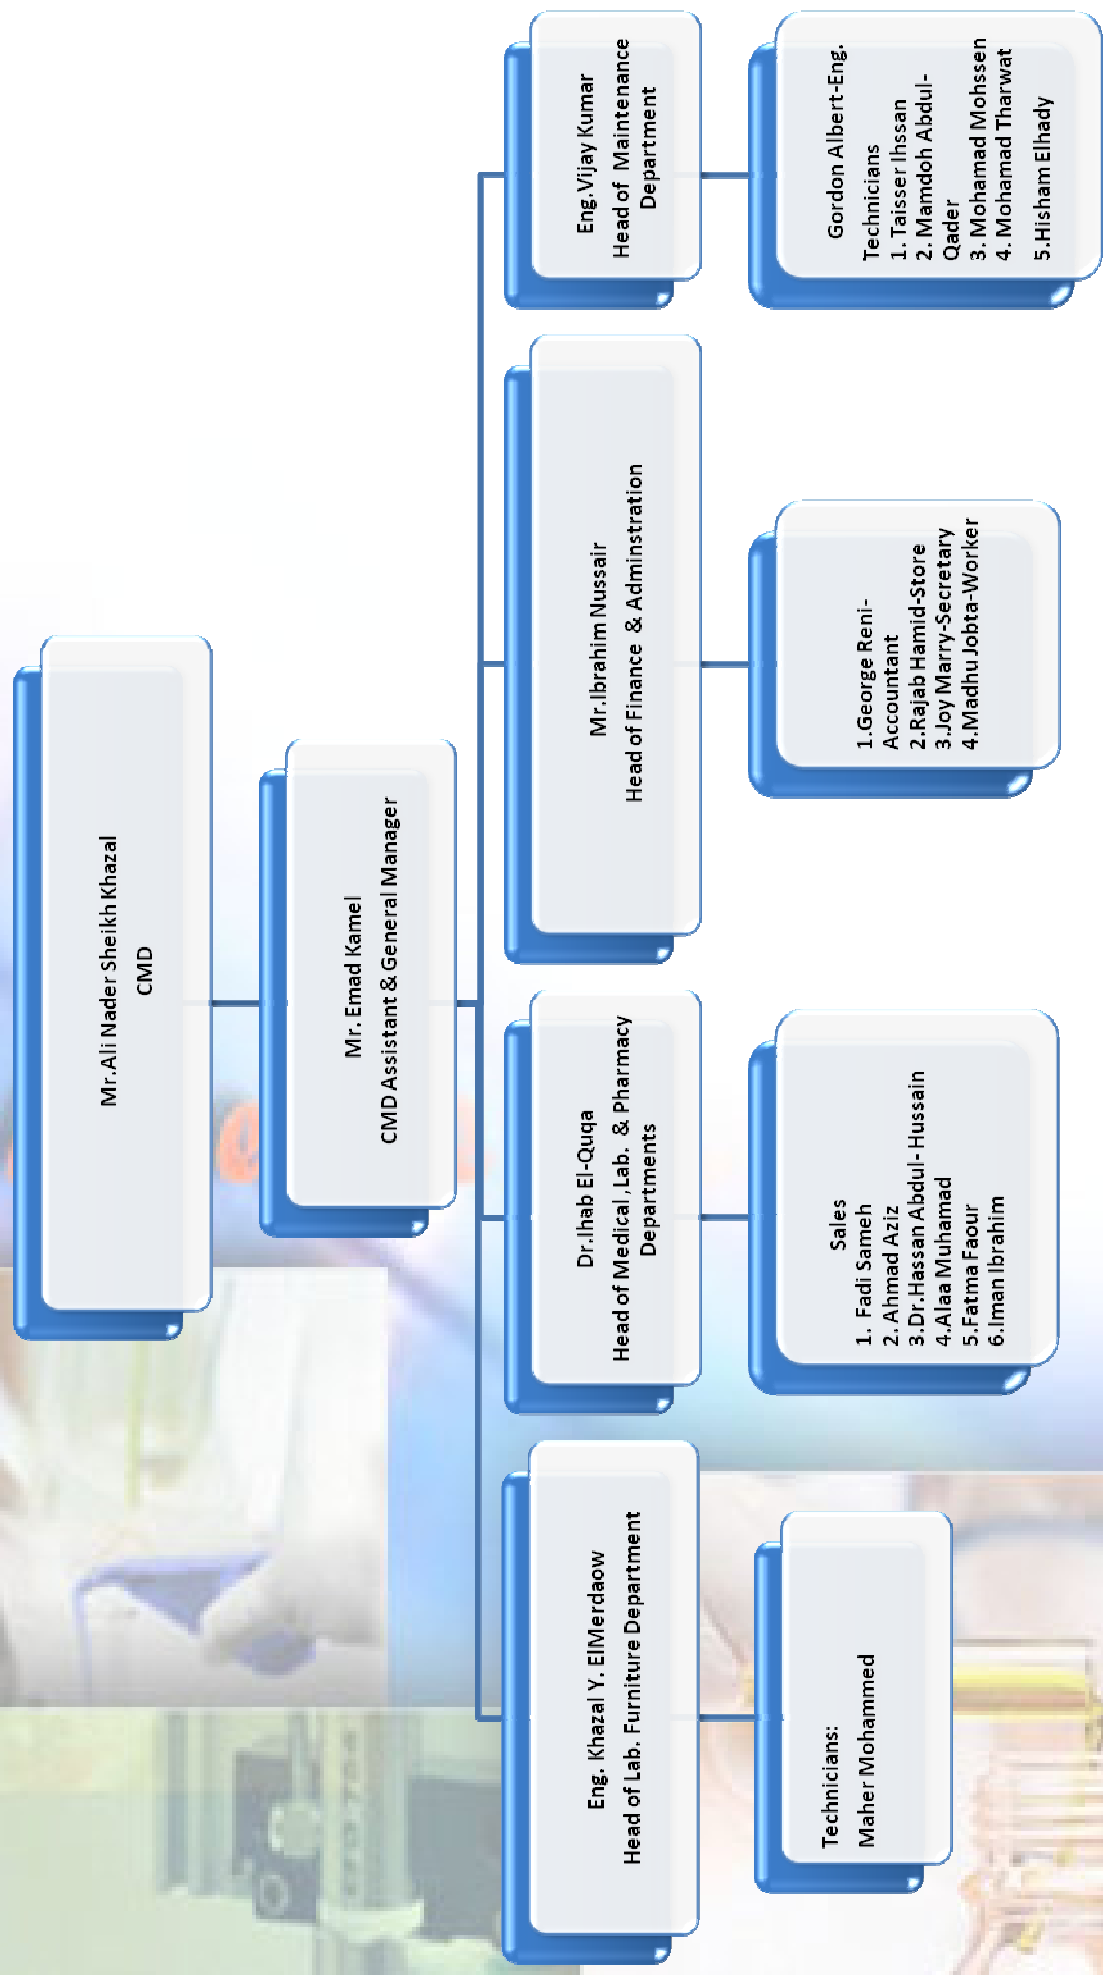 Mr.Ali Nader Sheikh Khazal
CMD
Mr. Emad Kamel
CMD Assistant & General Manager
Eng. Khazal Y. ElMerdaow
Head of Lab. Furniture Department
Technicians:
Maher Mohammed
Dr.Ihab El-Quqa
Head of Medical ,Lab. & Pharmacy
Departments
Sales
1. Fadi Sameh
2. Ahmad Aziz
3.Dr.Hassan Abdul- Hussain
4.Alaa Muhamad
5.Fatma Faour
6.Iman Ibrahim
Mr.Ibrahim Nussair
Head of Finance & Adminstration
1.George Reni-
Accountant
2.Rajab Hamid-Store
3.Joy Marry-Secretary
4.Madhu Jobta-Worker
Eng.Vijay Kumar
Head of Maintenance
Department
Gordon Albert-Eng.
Technicians
1. Taisser Ihssan
2. Mamdoh Abdul-
Qader
3. Mohamad Mohssen
4. Mohamad Tharwat
5.Hisham Elhady